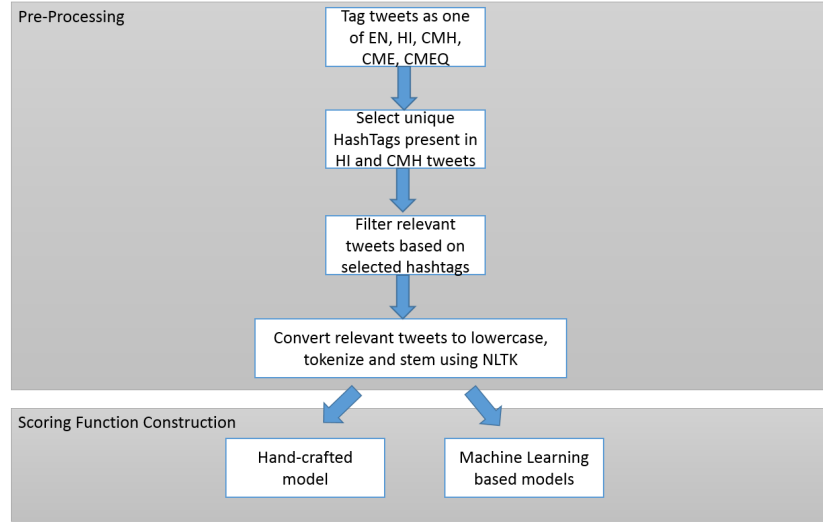 Pre-Processing
Tag tweets as one
of EN, HI, CMH,
CME, CMEQ
Select unique
HashTags present in
HI and CMH tweets
Filter relevant
tweets based on
selected hashtags
Convert relevant tweets to lowercase,
tokenize and stem using NLTK
Scoring Function Construction
Hand-crafted
model
Machine Learning
based models